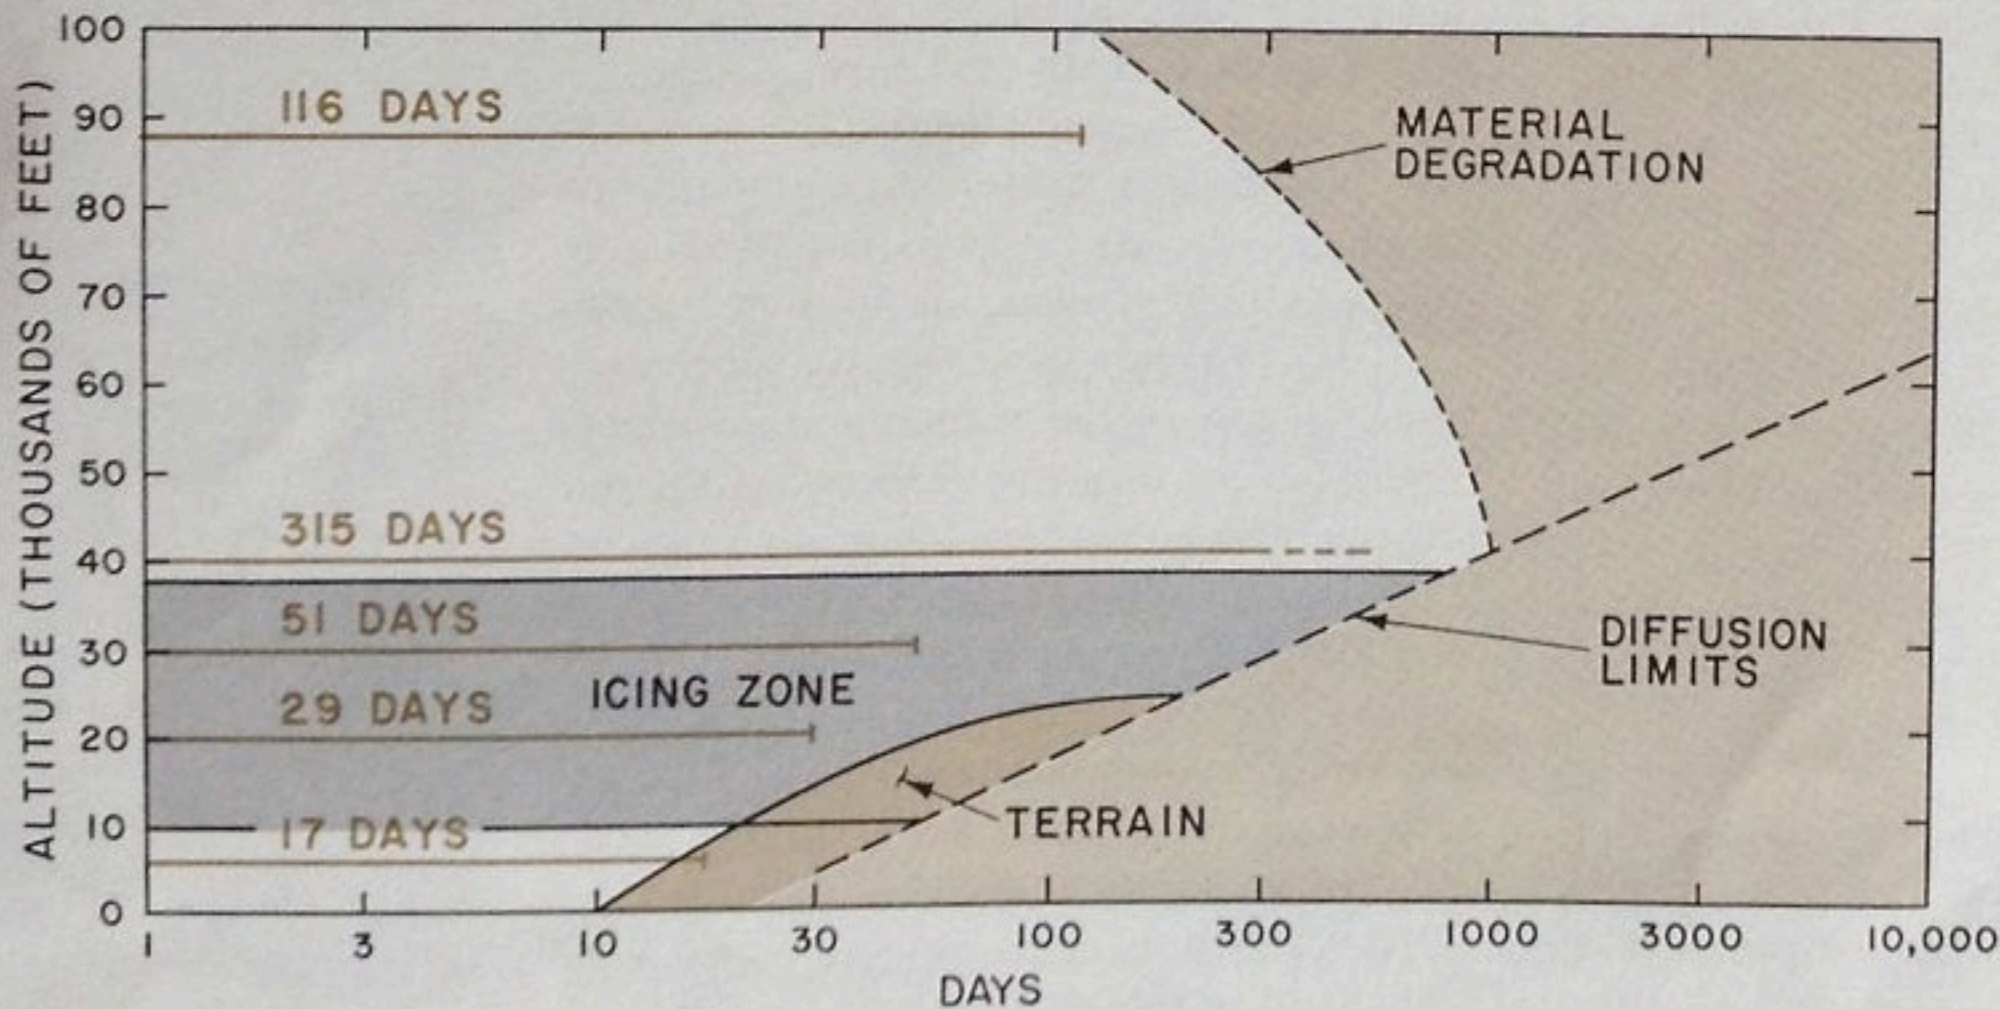 ALTITUDE (THOUSANDS OF FEET)
100
90
80
70
60
50
40
30
20
10
0
116 DAYS
MATERIAL
DEGRADATION
315 DAYS
51 DAYS
ICING ZONE
29 DAYS
17 DAYS
DIFFUSION
LIMITS
TERRAIN
1 3 10 30 100 300 1000 3000 10,000
DAYS